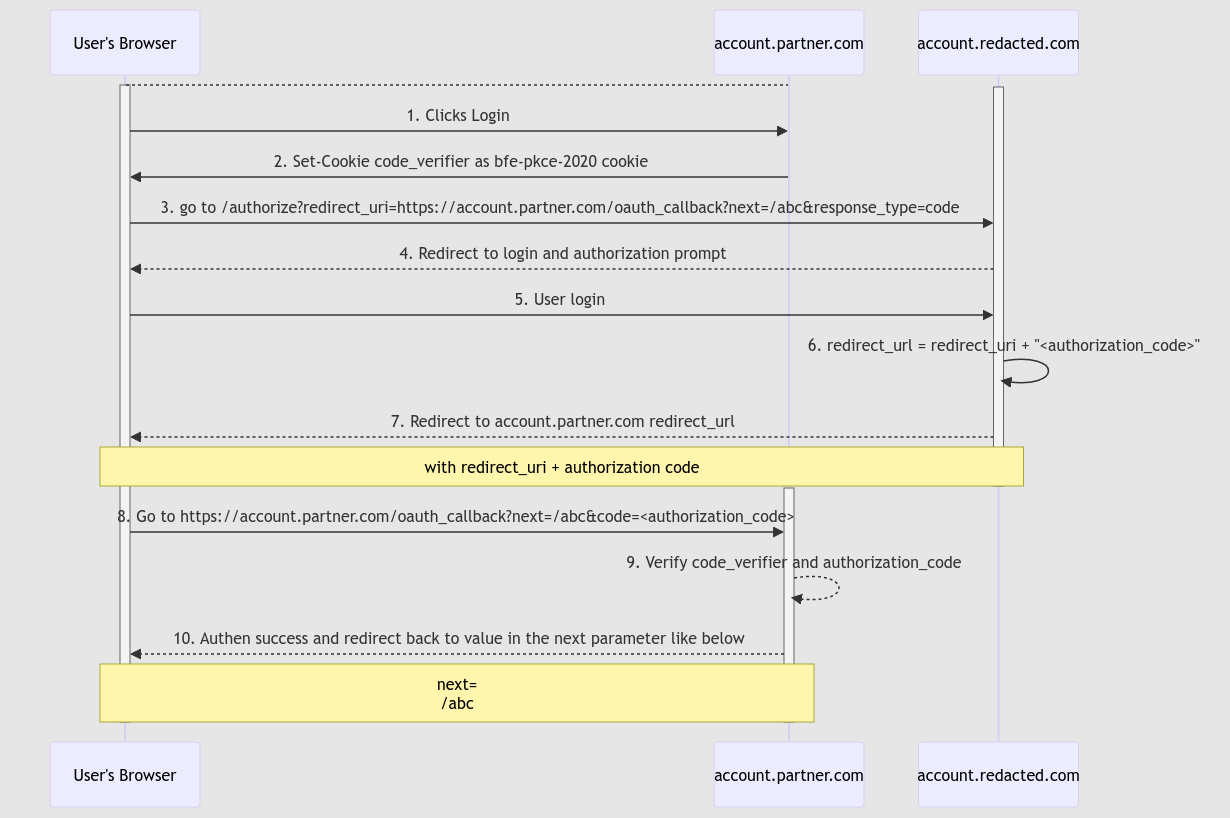 User's Browser
account.partner.com
account.redacted.com
1. Clicks Login
2. Set-Cookie code_verifier as bfe-pkce-2020 cookie
3. go to /authorize?redirect_uri=https://account.partner.com/oauth_callback?next=/abc&response_type=code
4. Redirect to login and authorization prompt
5. User login
6. redirect_url = redirect_uri + "<authorization_code>"
7. Redirect to account.partner.com redirect_url
with redirect_uri + authorization code
8. Go to https://account.partner.com/oauth_callback?next=/abc&code=<authorization_code>
9. Verify code_verifier and authorization_code
10. Authen success and redirect back to value in the next parameter like below
next=
/abc
User's Browser
account.partner.com
account.redacted.com